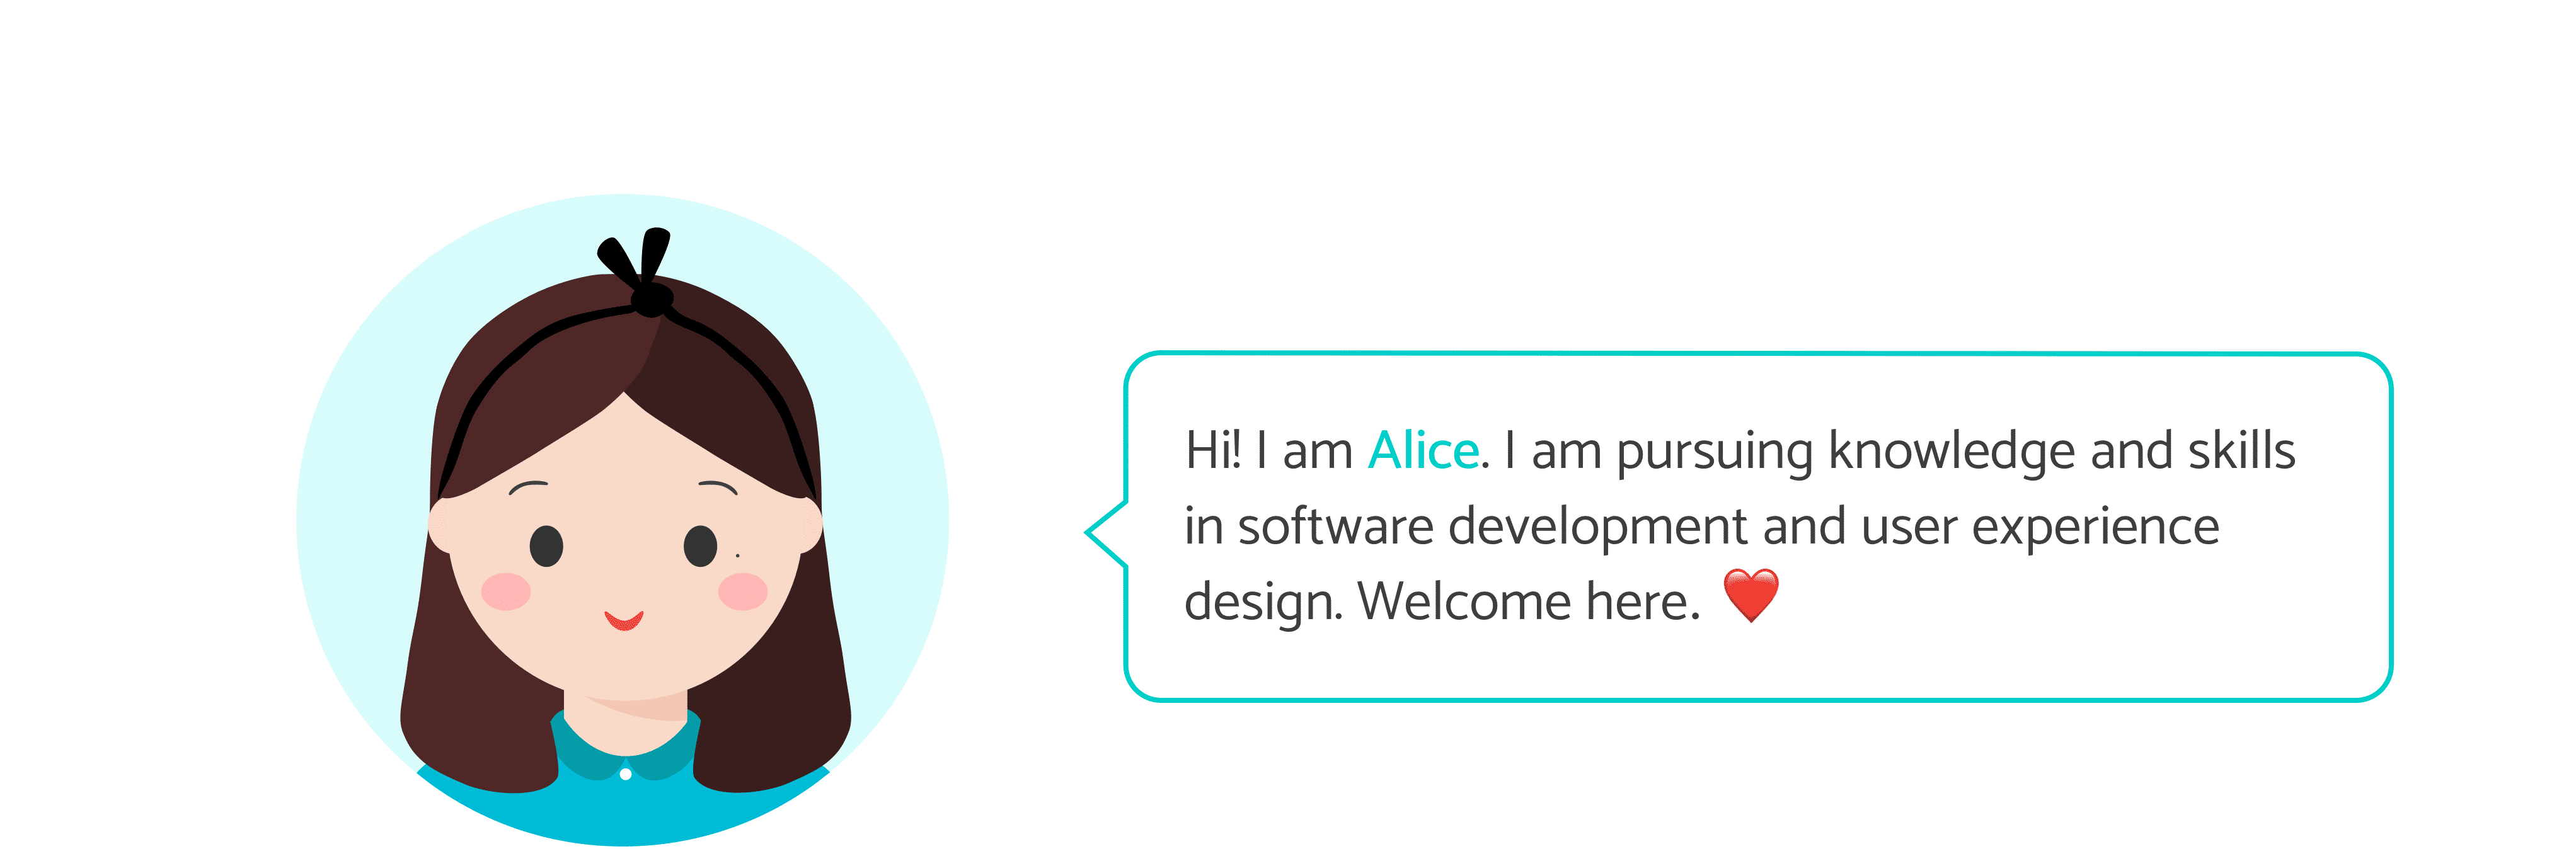 Hi! I am Alice. I am pursuing knowledge and skills
in software development and user experience
design. Welcome here. ❤️